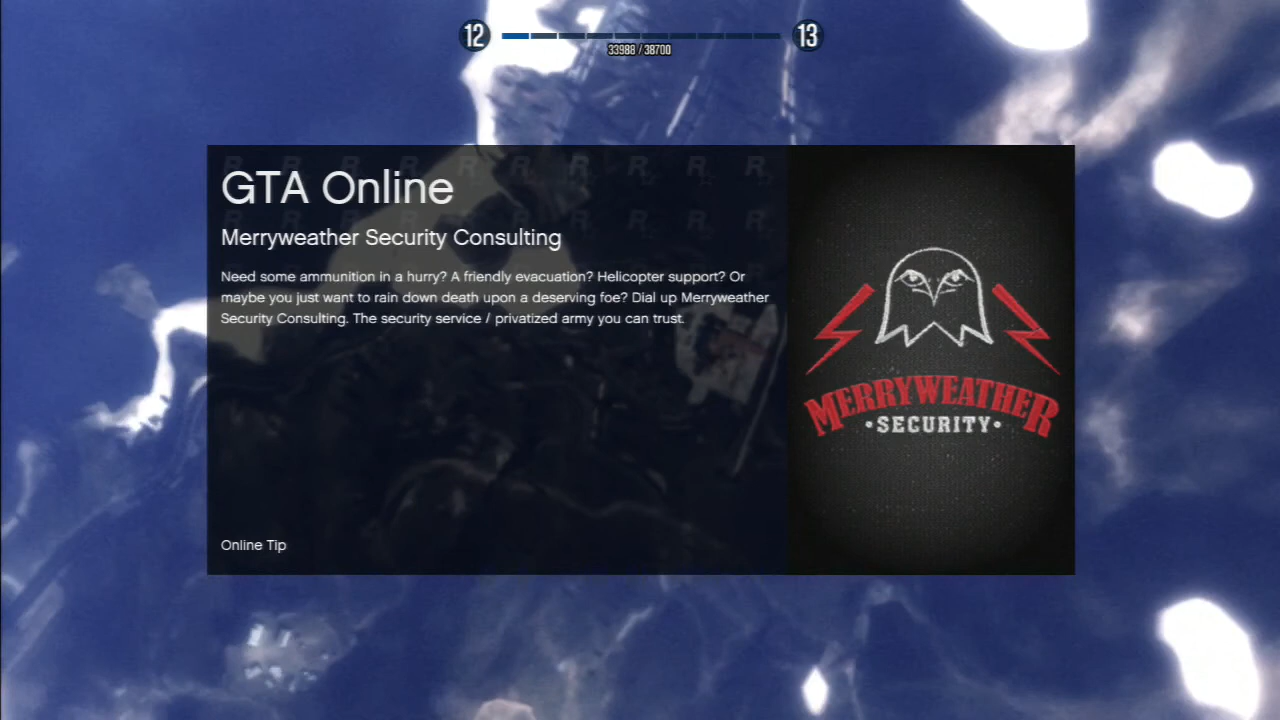 12
13
33988 / 38700
GTA Online
Merryweather Security Consulting
Need some ammunition in a hurry? A friendly evacuation? Helicopter support? Or
maybe you just want to rain down death upon a deserving foe? Dial up Merryweather
Security Consulting. The security service / privatized army you can trust.
MERRYWEATHER
•SECURITY•
Online Tip